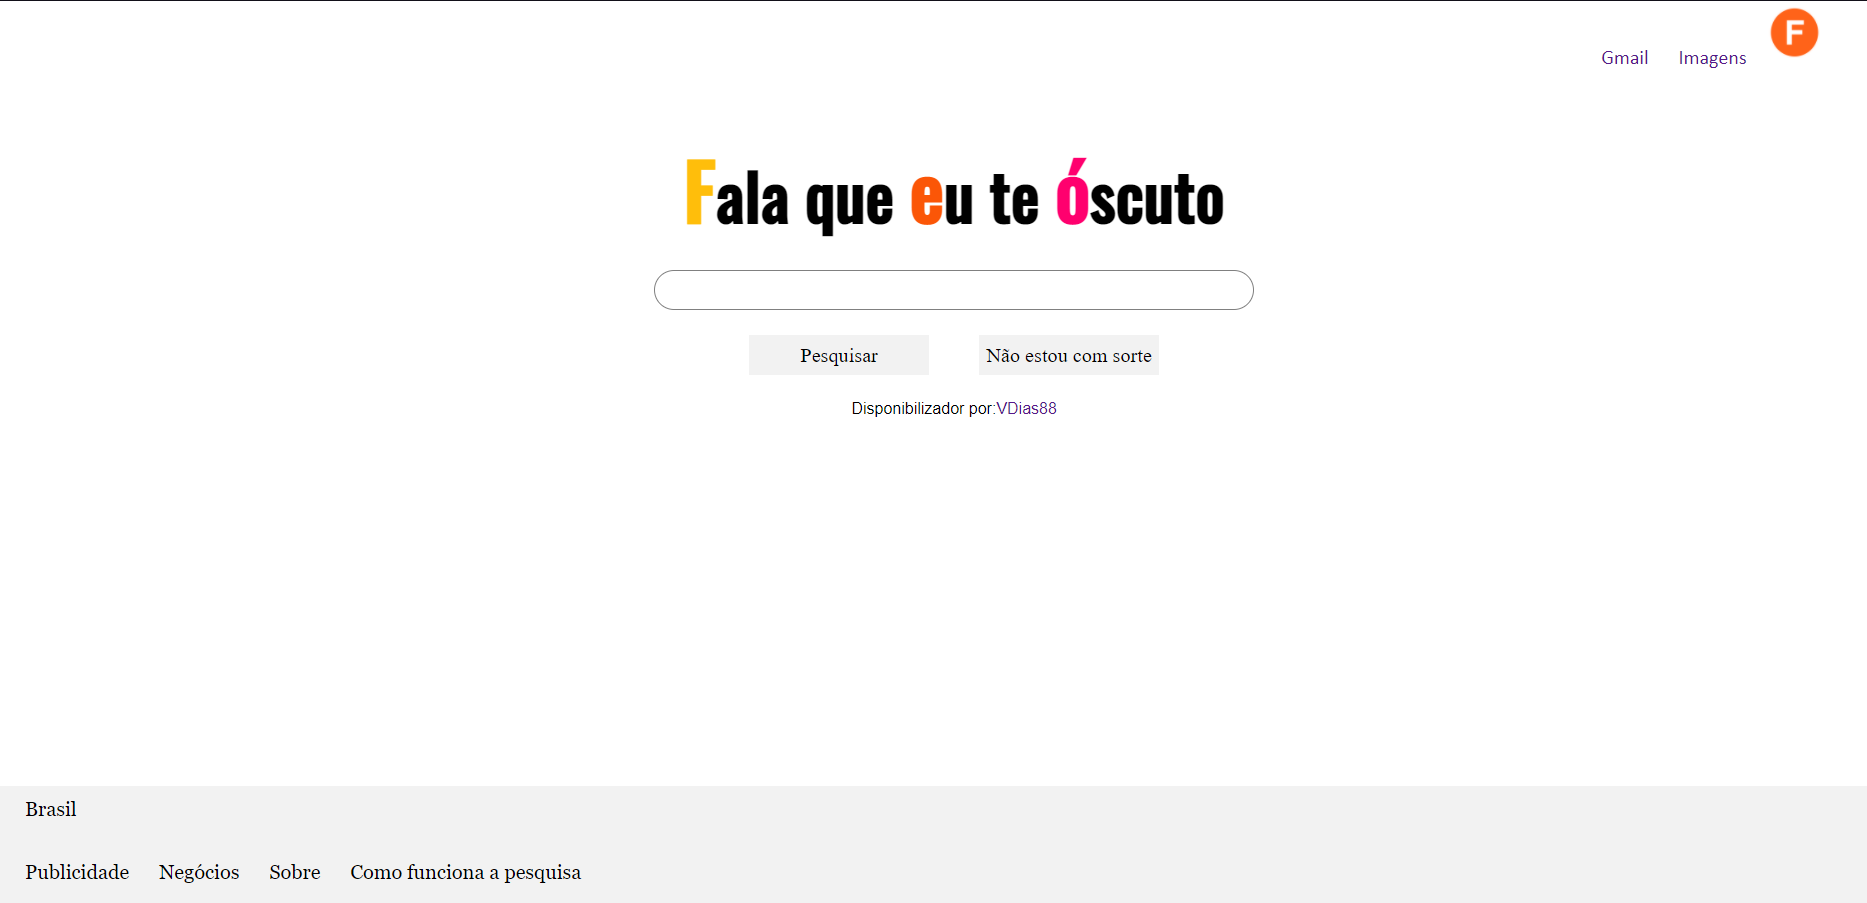 Gmail Imagens F
Fala que eu te óscuto
Pesquisar Não estou com sorte
Disponibilizador por:VDias88
Brasil
Publicidade Negócios Sobre Como funciona a pesquisa